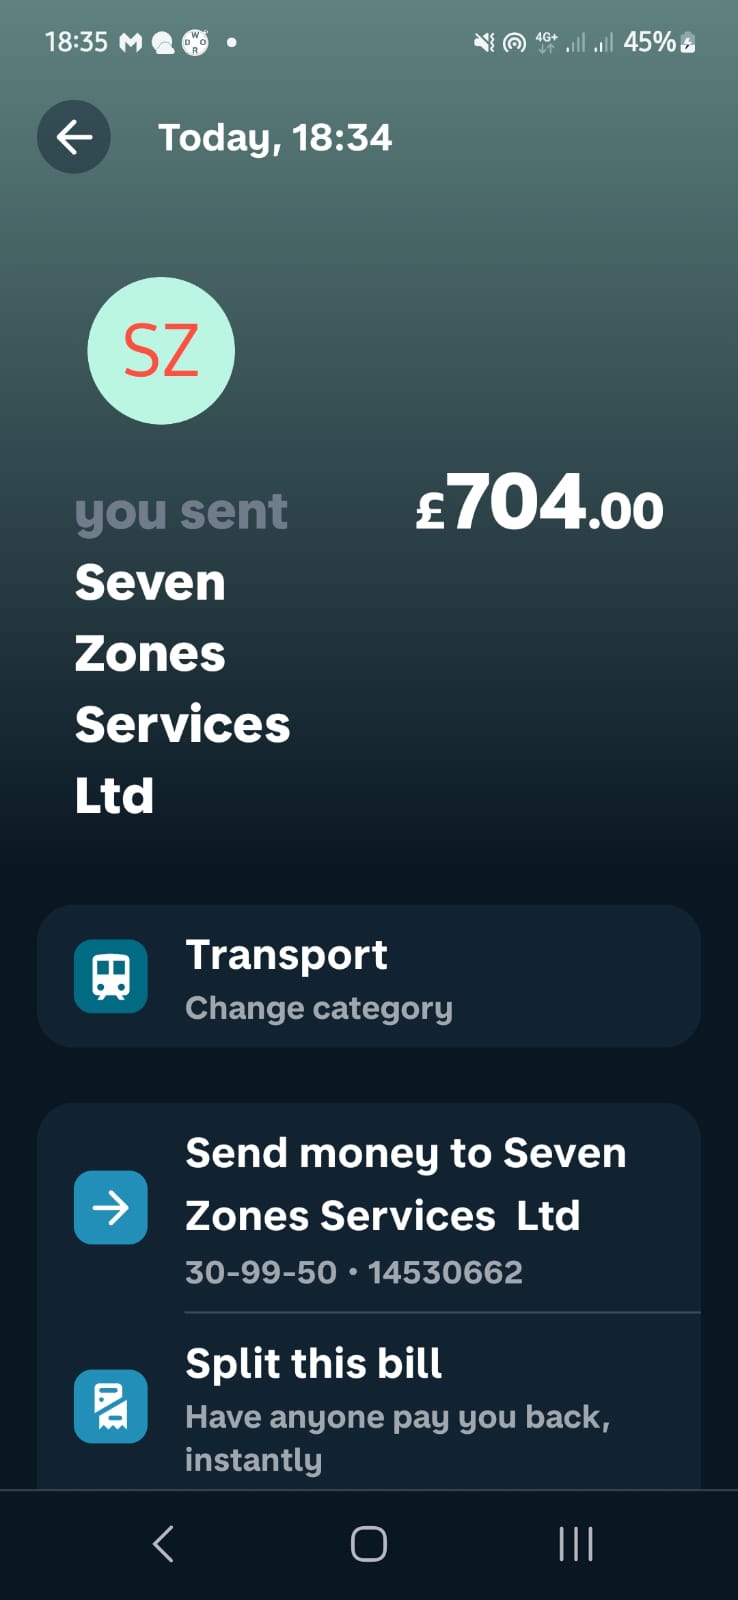 18:35 45%
4G+
Today, 18:34
SZ
you sent £704.00
Seven
Zones
Services
Ltd
Transport
Change category
Send money to Seven
Zones Services Ltd
30-99-50 • 14530662
Split this bill
Have anyone pay you back,
instantly